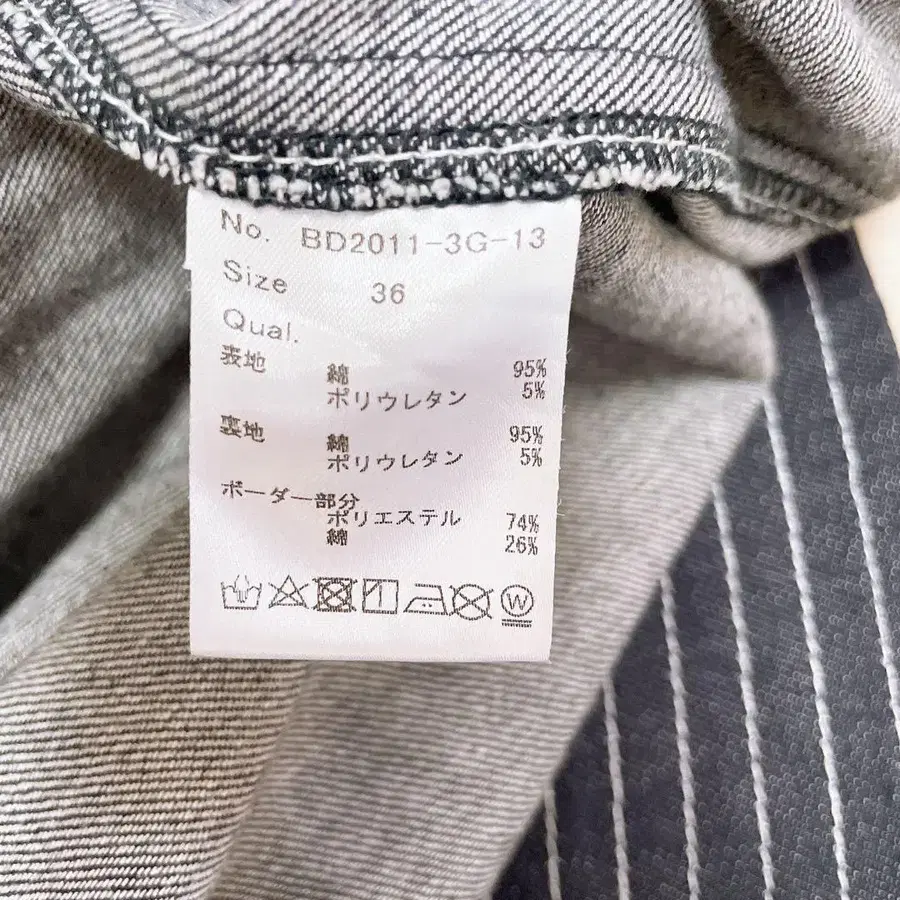 No. BD2011-3G-13
Size 36
Qual.
表地 綿 95%
ポリウレタン 5%
裏地 綿 95%
ポリウレタン 5%
ボーダー部分
ポリエステル 74%
綿 26%
W